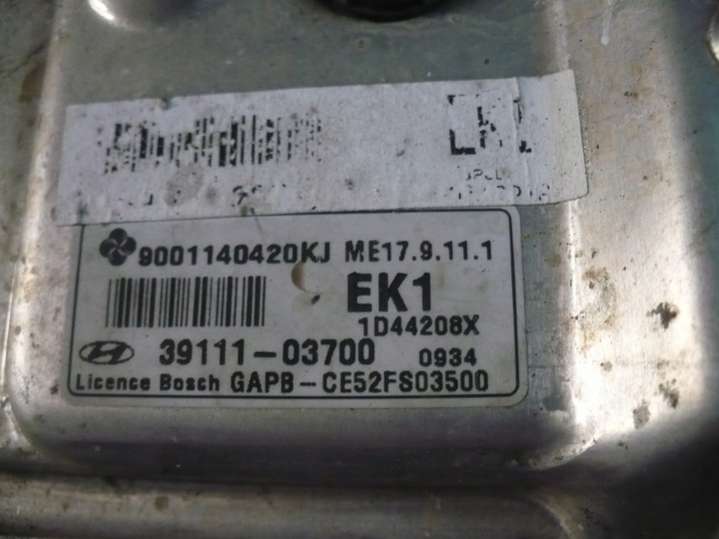 9001140420KJ ME17.9.11.1
EK1
1D44208X
39111-03700 0934
Licence Bosch GAPB-CE52FS03500